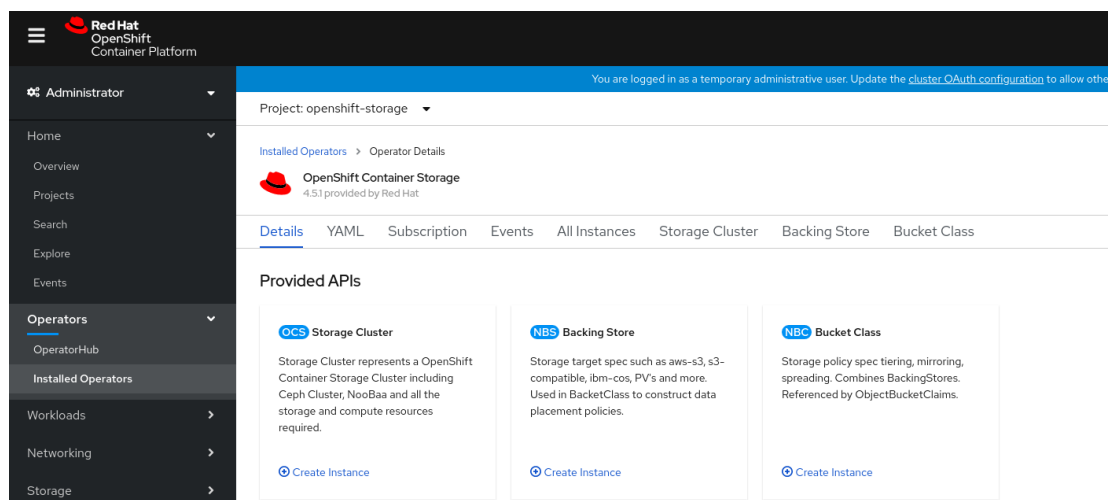 Red Hat
OpenShift
Container Platform
You are logged in as a temporary administrative user. Update the cluster OAuth configuration to allow othe
Administrator
Project: openshift-storage
Home
Overview
Projects
Search
Explore
Events
Operators
OperatorHub
Installed Operators
Workloads
Networking
Storage
Installed Operators > Operator Details
OpenShift Container Storage
4.5.1 provided by Red Hat
Details YAML Subscription Events All Instances Storage Cluster Backing Store Bucket Class
Provided APIs
OCS Storage Cluster
Storage Cluster represents a OpenShift
Container Storage Cluster including
Ceph Cluster, NooBaa and all the
storage and compute resources
required.
Create Instance
NBS Backing Store
Storage target spec such as aws-s3, s3-
compatible, ibm-cos, PV's and more.
Used in BacketClass to construct data
placement policies.
Create Instance
NBC Bucket Class
Storage policy spec tiering, mirroring,
spreading. Combines BackingStores.
Referenced by ObjectBucketClaims.
Create Instance